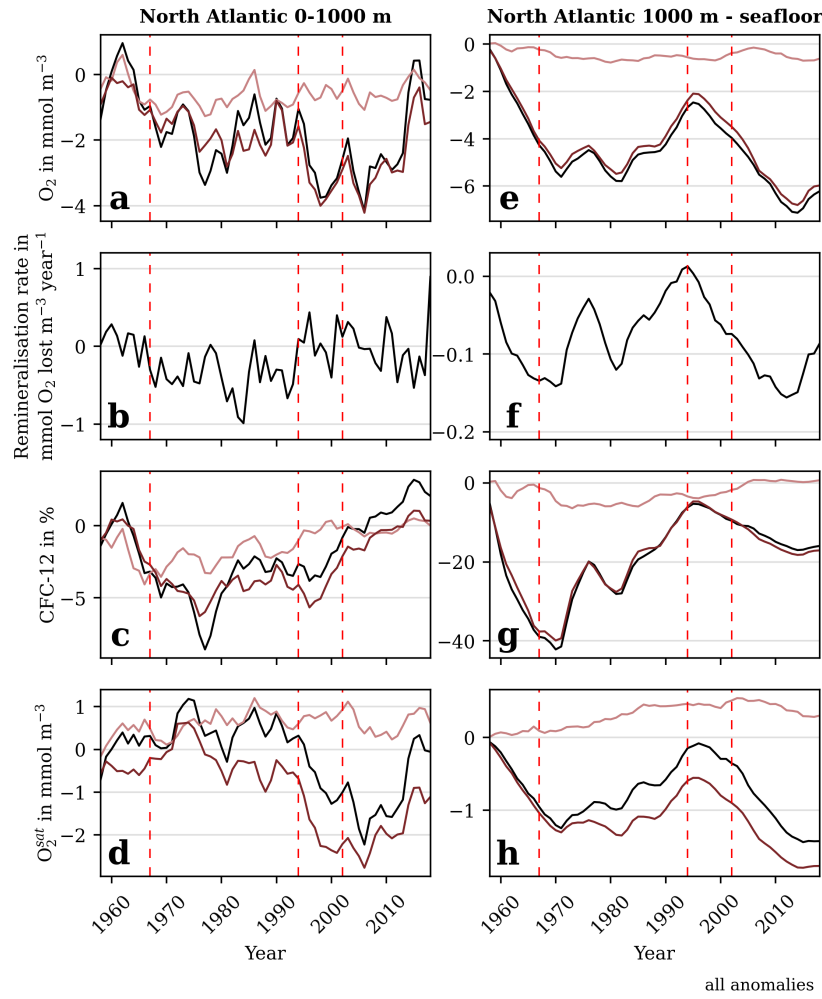 North Atlantic 0-1000 m
North Atlantic 1000 m - seafloor
O₂ in mmol m⁻³
0
−2
−4
a
0
−2
−4
−6
e
Remineralisation rate in
mmol O₂ lost m⁻³ year⁻¹
1
0
−1
b
0.0
−0.1
−0.2
f
CFC-12 in %
0
−5
c
0
−20
−40
g
O₂ˢᵃᵗ in mmol m⁻³
1
0
−1
−2
d
0
−1
h
1960 1970 1980 1990 2000 2010
1960 1970 1980 1990 2000 2010
Year
Year
all anomalies